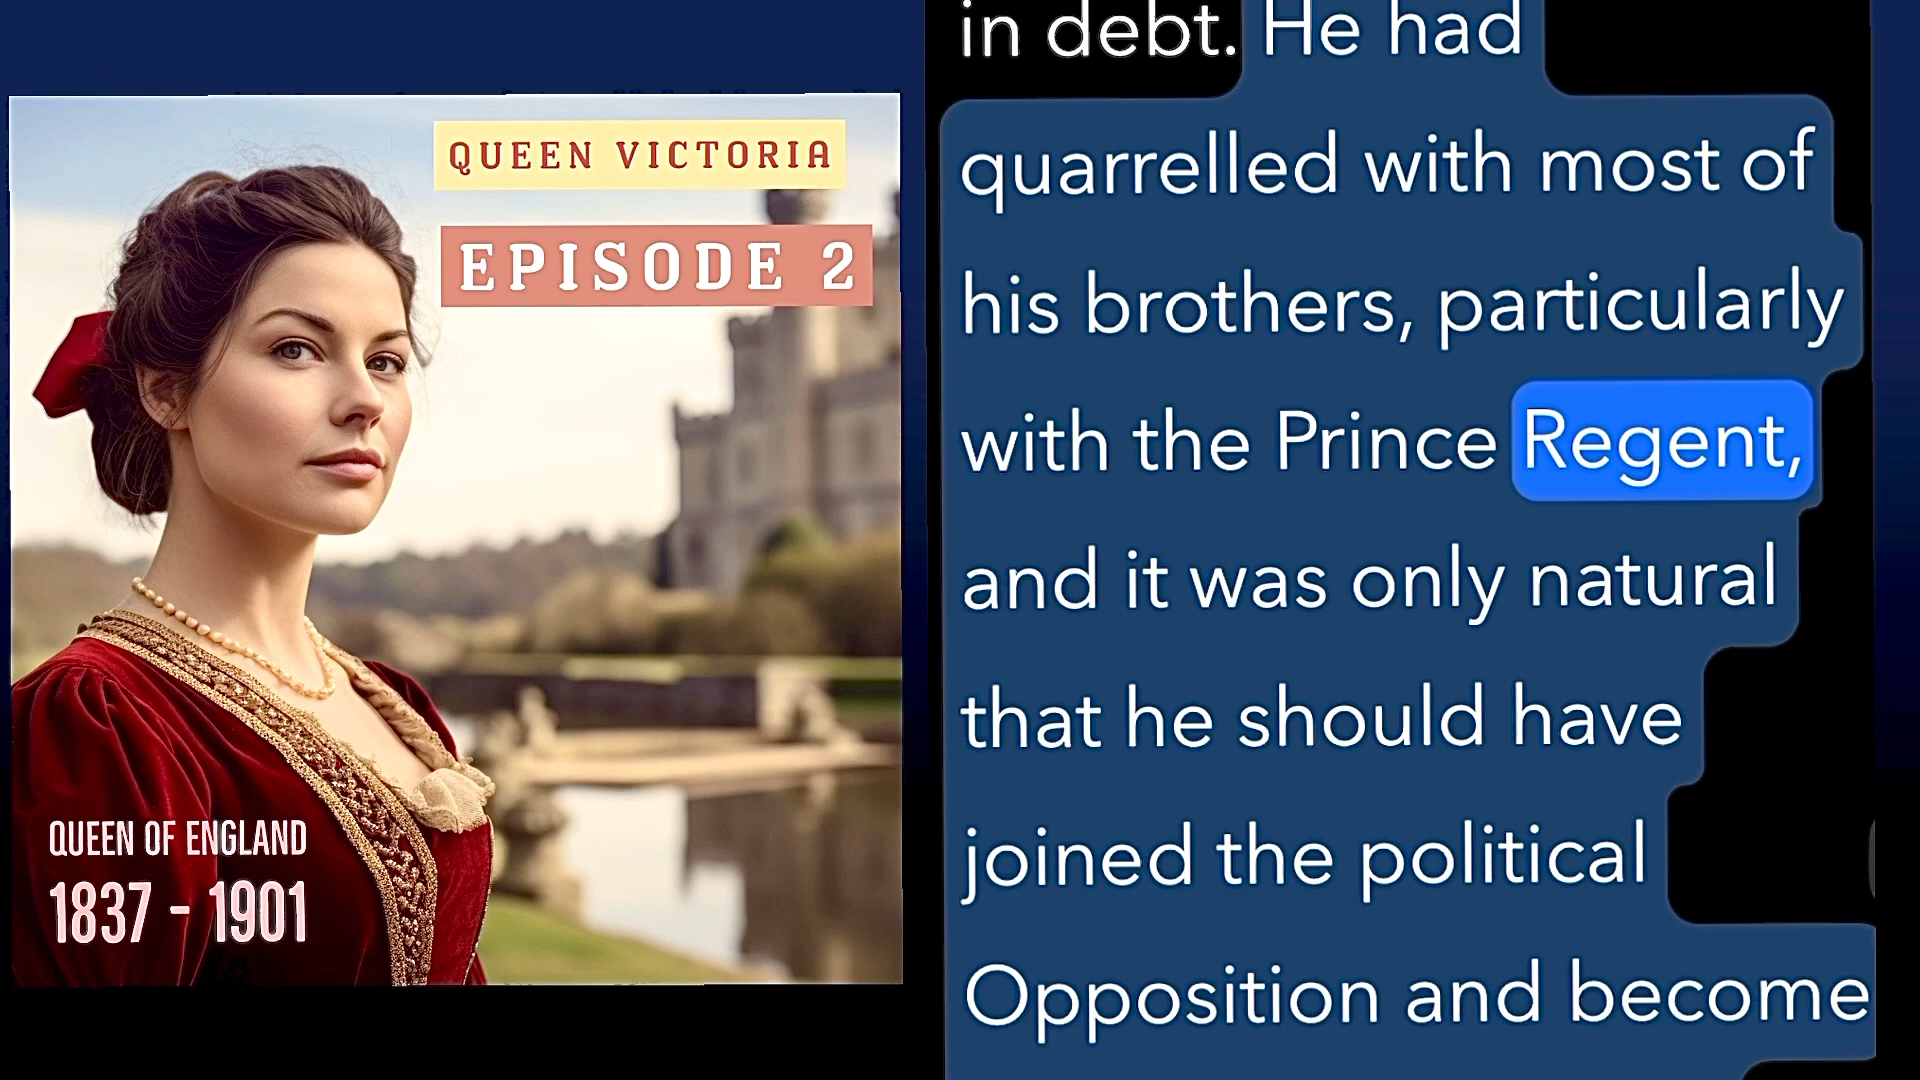 QUEEN VICTORIA
EPISODE 2
QUEEN OF ENGLAND
1837 - 1901
in debt. He had
quarrelled with most of
his brothers, particularly
with the Prince Regent,
and it was only natural
that he should have
joined the political
Opposition and become